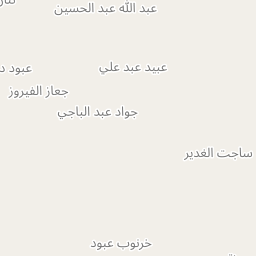 عبد الله عبد الحسين
عبيد عبد علي
عبود
جعاز الفيروز
جواد عبد الباجي
ساجت الغدير
خرنوب عبود